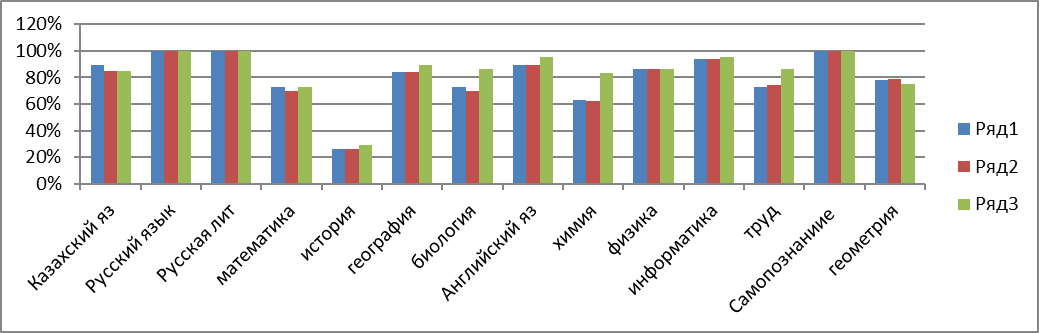 120%
100%
80%
60%
40%
20%
0%
Казахский яз
Русский язык
Русская лит
математика
история
география
биология
Английский яз
химия
физика
информатика
труд
Самопознаниие
геометрия
Ряд1
Ряд2
Ряд3